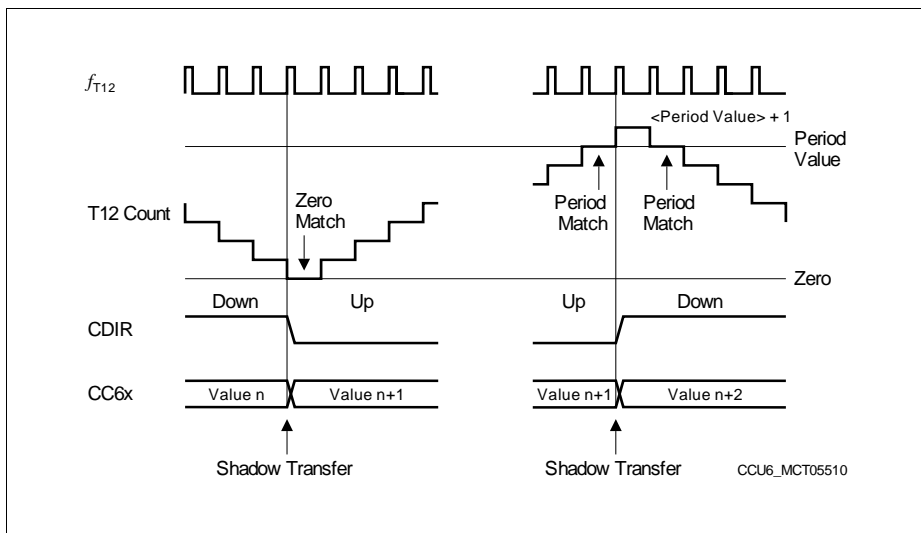 fT12
<Period Value> + 1
Period
Value
Zero
Match
Period
Match
Period
Match
T12 Count
Zero
Down
Up
Up
Down
CDIR
CC6x
Value n
Value n+1
Value n+1
Value n+2
Shadow Transfer
Shadow Transfer
CCU6_MCT05510